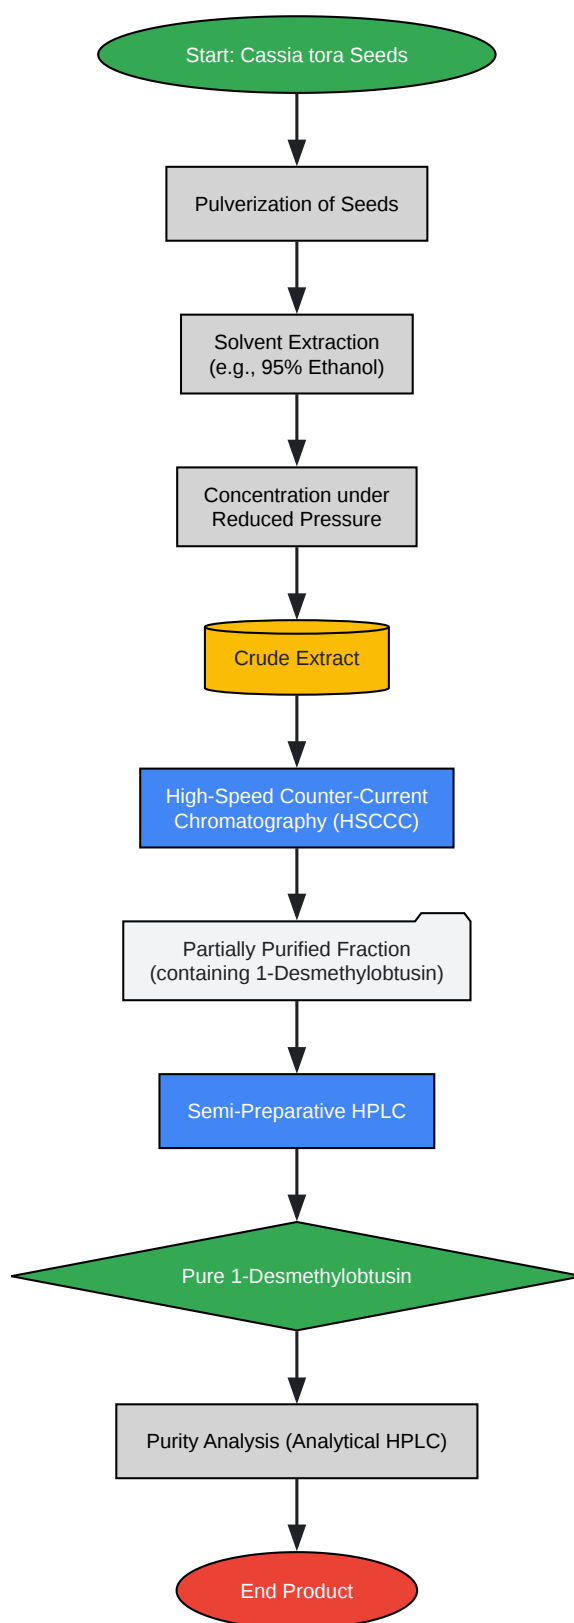 Start: Cassia tora Seeds
Pulverization of Seeds
Solvent Extraction
(e.g., 95% Ethanol)
Concentration under
Reduced Pressure
Crude Extract
High-Speed Counter-Current
Chromatography (HSCCC)
Partially Purified Fraction
(containing 1-Desmethylobtusin)
Semi-Preparative HPLC
Pure 1-Desmethylobtusin
Purity Analysis (Analytical HPLC)
End Product